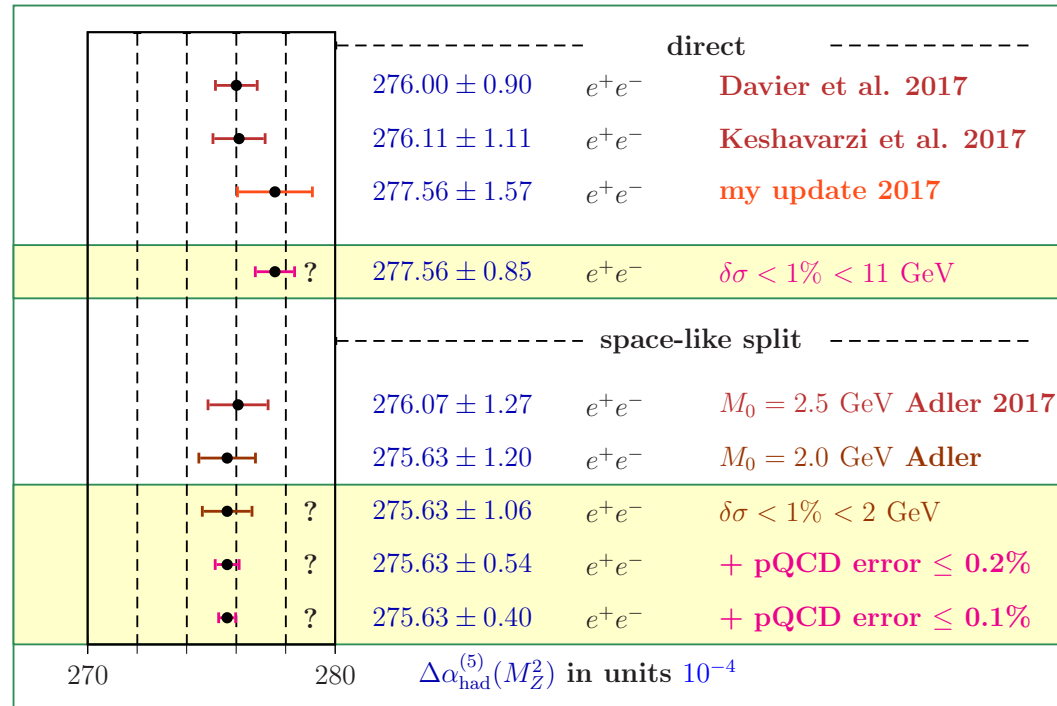 direct
276.00 ± 0.90 e⁺e⁻ Davier et al. 2017
276.11 ± 1.11 e⁺e⁻ Keshavarzi et al. 2017
277.56 ± 1.57 e⁺e⁻ my update 2017
? 277.56 ± 0.85 e⁺e⁻ δσ < 1% < 11 GeV
space-like split
276.07 ± 1.27 e⁺e⁻ M₀ = 2.5 GeV Adler 2017
275.63 ± 1.20 e⁺e⁻ M₀ = 2.0 GeV Adler
? 275.63 ± 1.06 e⁺e⁻ δσ < 1% < 2 GeV
? 275.63 ± 0.54 e⁺e⁻ + pQCD error ≤ 0.2%
? 275.63 ± 0.40 e⁺e⁻ + pQCD error ≤ 0.1%
270 280 Δα_had^(5)(M_Z^2) in units 10⁻⁴